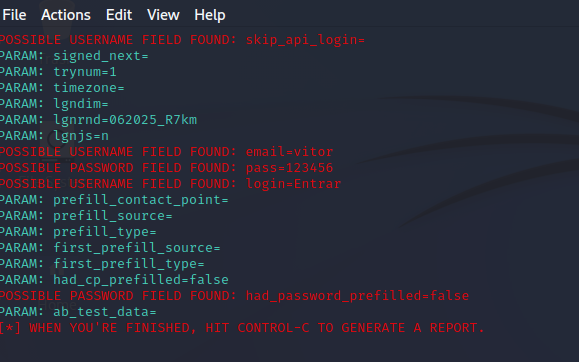 File Actions Edit View Help
POSSIBLE USERNAME FIELD FOUND: skip_api_login=
PARAM: signed_next=
PARAM: trynum=1
PARAM: timezone=
PARAM: lgndim=
PARAM: lgnrnd=062025_R7km
PARAM: lgnjs=n
POSSIBLE USERNAME FIELD FOUND: email=vitor
POSSIBLE PASSWORD FIELD FOUND: pass=123456
POSSIBLE USERNAME FIELD FOUND: login=Entrar
PARAM: prefill_contact_point=
PARAM: prefill_source=
PARAM: prefill_type=
PARAM: first_prefill_source=
PARAM: first_prefill_type=
PARAM: had_cp_prefilled=false
POSSIBLE PASSWORD FIELD FOUND: had_password_prefilled=false
PARAM: ab_test_data=
[*] WHEN YOU'RE FINISHED, HIT CONTROL-C TO GENERATE A REPORT.